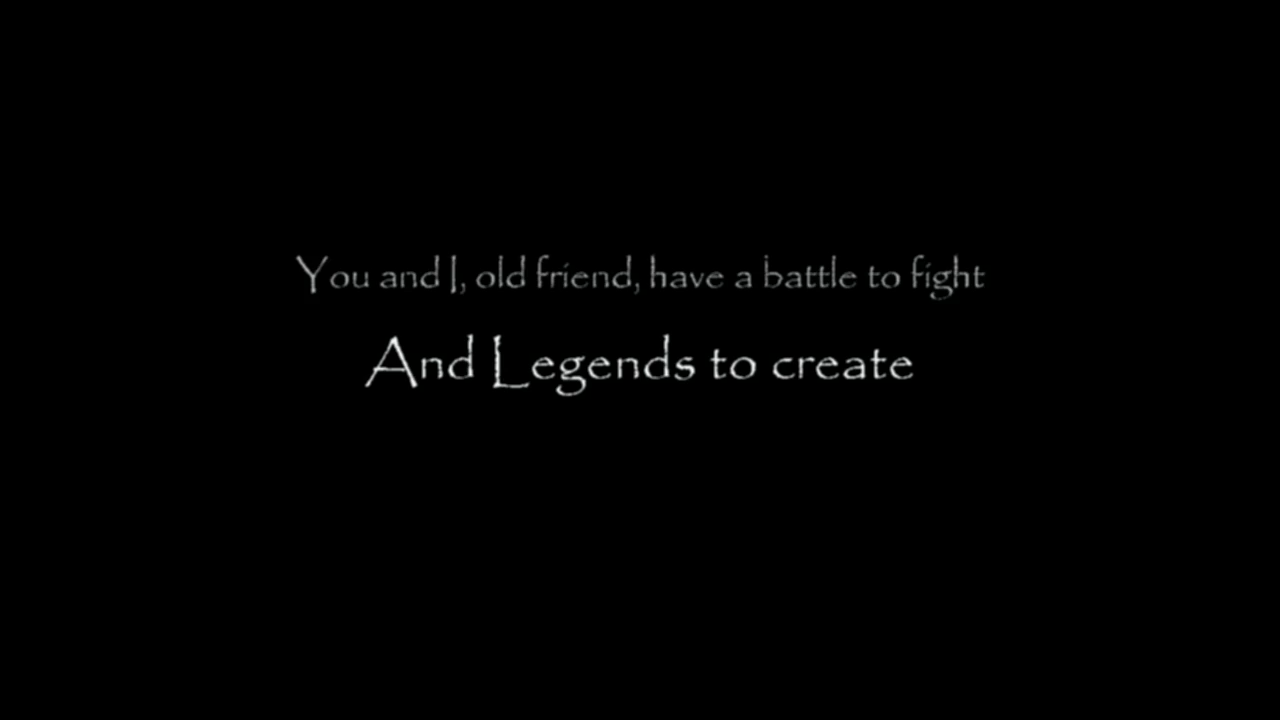 You and I, old friend, have a battle to fight
And Legends to create